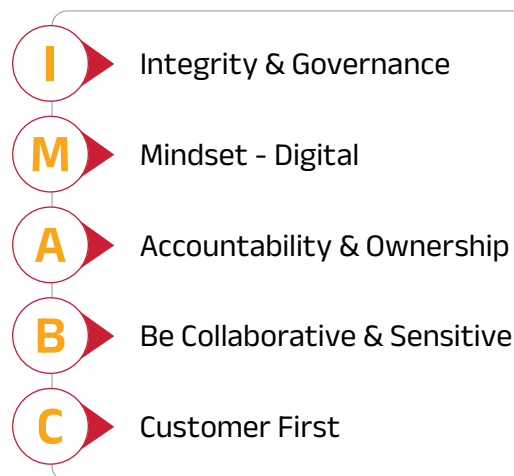 I Integrity & Governance
M Mindset - Digital
A Accountability & Ownership
B Be Collaborative & Sensitive
C Customer First